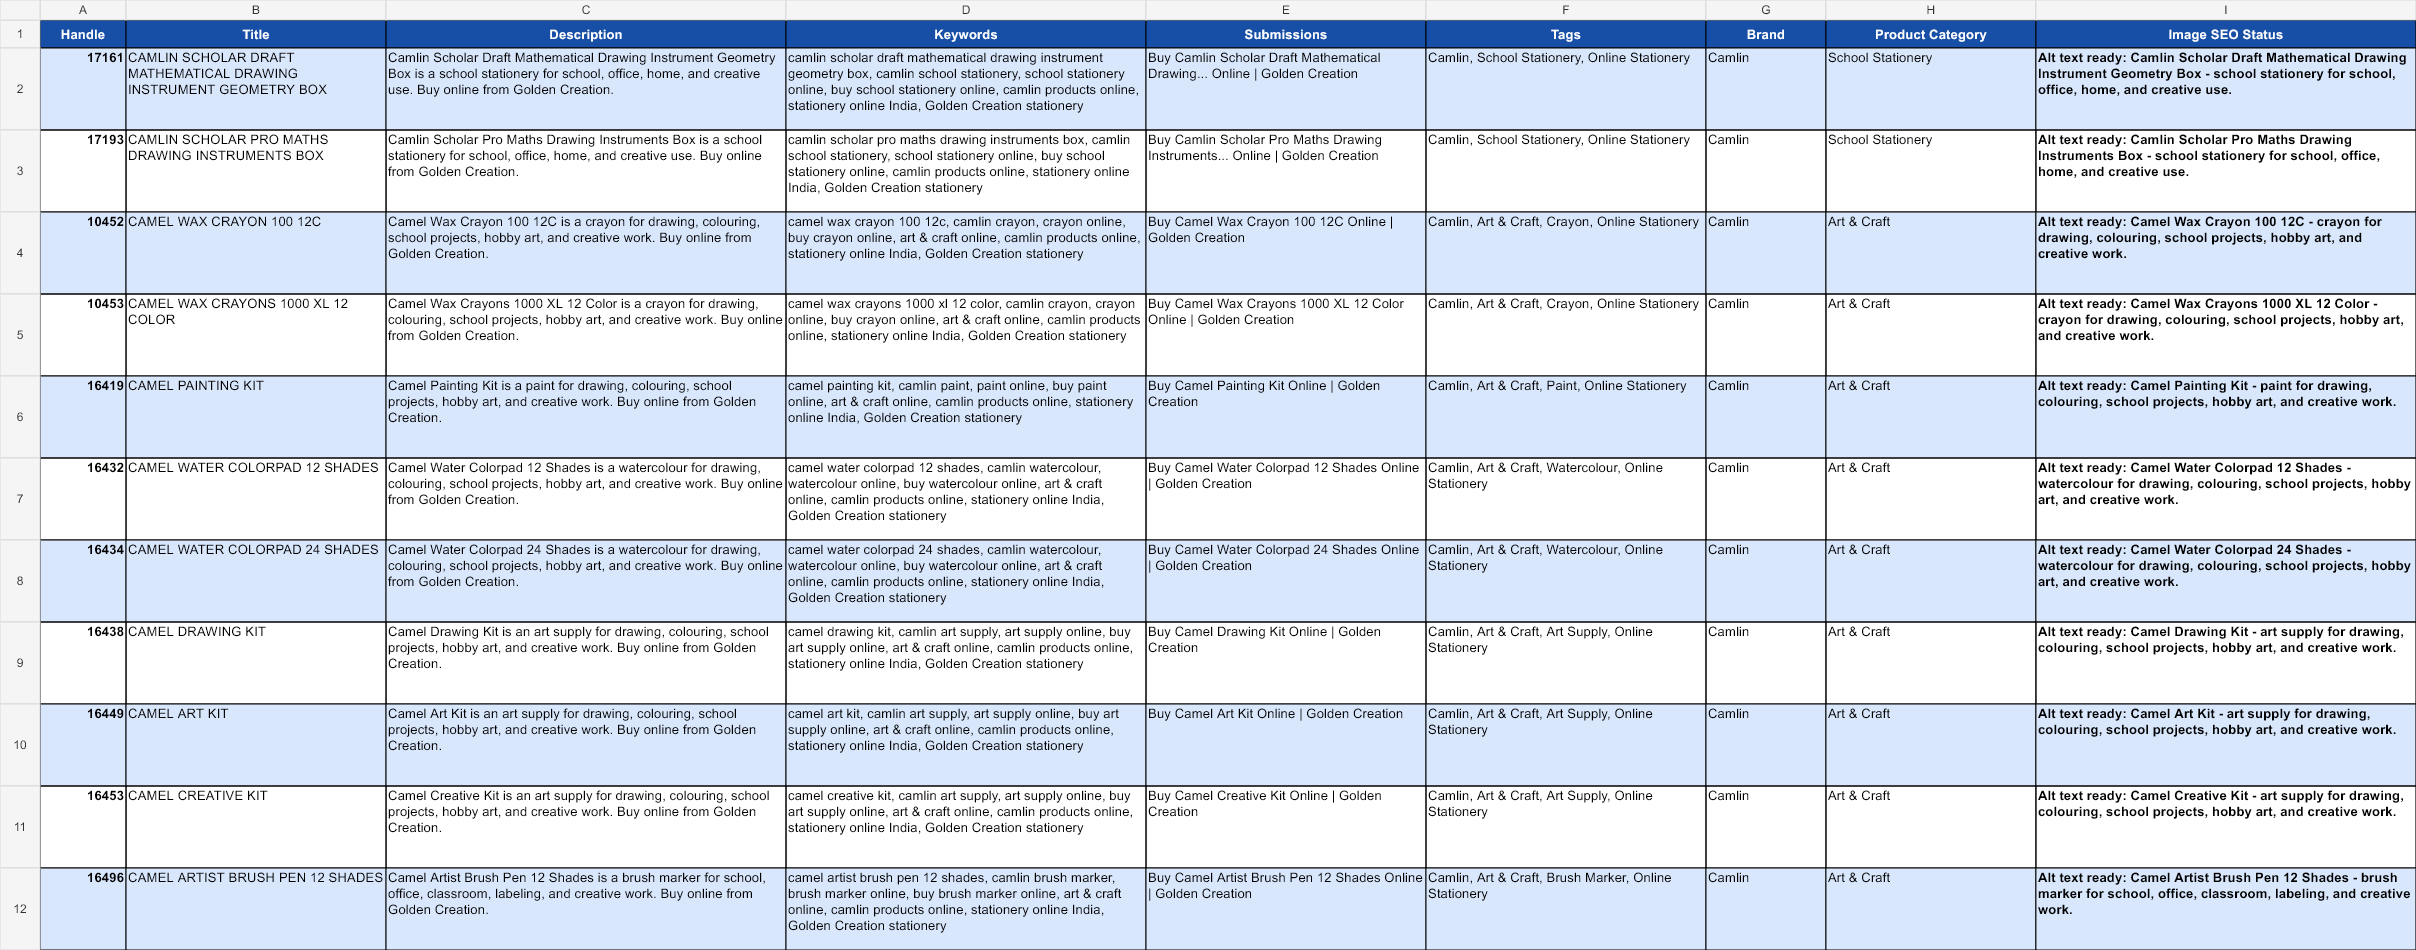 A B C D E F G H I
1 Handle Title Description Keywords Submissions Tags Brand Product Category Image SEO Status
2
17161
CAMLIN SCHOLAR DRAFT
MATHEMATICAL DRAWING
INSTRUMENT GEOMETRY BOX
Camlin Scholar Draft Mathematical Drawing Instrument Geometry
Box is a school stationery for school, office, home, and creative
use. Buy online from Golden Creation.
camlin scholar draft mathematical drawing instrument
geometry box, camlin school stationery, school stationery
online, buy school stationery online, camlin products online,
stationery online India, Golden Creation stationery
Buy Camlin Scholar Draft Mathematical
Drawing... Online | Golden Creation
Camlin, School Stationery, Online Stationery
Camlin
School Stationery
Alt text ready: Camlin Scholar Draft Mathematical Drawing
Instrument Geometry Box - school stationery for school,
office, home, and creative use.
3
17193
CAMLIN SCHOLAR PRO MATHS
DRAWING INSTRUMENTS BOX
Camlin Scholar Pro Maths Drawing Instruments Box is a school
stationery for school, office, home, and creative use. Buy online
from Golden Creation.
camlin scholar pro maths drawing instruments box, camlin
school stationery, school stationery online, buy school
stationery online, camlin products online, stationery online
India, Golden Creation stationery
Buy Camlin Scholar Pro Maths Drawing
Instruments... Online | Golden Creation
Camlin, School Stationery, Online Stationery
Camlin
School Stationery
Alt text ready: Camlin Scholar Pro Maths Drawing
Instruments Box - school stationery for school, office,
home, and creative use.
4
10452
CAMEL WAX CRAYON 100 12C
Camel Wax Crayon 100 12C is a crayon for drawing, colouring,
school projects, hobby art, and creative work. Buy online from
Golden Creation.
camel wax crayon 100 12c, camlin crayon, crayon online,
buy crayon online, art & craft online, camlin products online,
stationery online India, Golden Creation stationery
Buy Camel Wax Crayon 100 12C Online |
Golden Creation
Camlin, Art & Craft, Crayon, Online Stationery
Camlin
Art & Craft
Alt text ready: Camel Wax Crayon 100 12C - crayon for
drawing, colouring, school projects, hobby art, and
creative work.
5
10453
CAMEL WAX CRAYONS 1000 XL 12
COLOR
Camel Wax Crayons 1000 XL 12 Color is a crayon for drawing,
colouring, school projects, hobby art, and creative work. Buy online
from Golden Creation.
camel wax crayons 1000 xl 12 color, camlin crayon, crayon
online, buy crayon online, art & craft online, camlin products
online, stationery online India, Golden Creation stationery
Buy Camel Wax Crayons 1000 XL 12 Color
Online | Golden Creation
Camlin, Art & Craft, Crayon, Online Stationery
Camlin
Art & Craft
Alt text ready: Camel Wax Crayons 1000 XL 12 Color -
crayon for drawing, colouring, school projects, hobby art,
and creative work.
6
16419
CAMEL PAINTING KIT
Camel Painting Kit is a paint for drawing, colouring, school
projects, hobby art, and creative work. Buy online from Golden
Creation.
camel painting kit, camlin paint, paint online, buy paint
online, art & craft online, camlin products online, stationery
online India, Golden Creation stationery
Buy Camel Painting Kit Online | Golden
Creation
Camlin, Art & Craft, Paint, Online Stationery
Camlin
Art & Craft
Alt text ready: Camel Painting Kit - paint for drawing,
colouring, school projects, hobby art, and creative work.
7
16432
CAMEL WATER COLORPAD 12 SHADES
Camel Water Colorpad 12 Shades is a watercolour for drawing,
colouring, school projects, hobby art, and creative work. Buy online
from Golden Creation.
camel water colorpad 12 shades, camlin watercolour,
watercolour online, buy watercolour online, art & craft
online, camlin products online, stationery online India,
Golden Creation stationery
Buy Camel Water Colorpad 12 Shades Online
| Golden Creation
Camlin, Art & Craft, Watercolour, Online
Stationery
Camlin
Art & Craft
Alt text ready: Camel Water Colorpad 12 Shades -
watercolour for drawing, colouring, school projects, hobby
art, and creative work.
8
16434
CAMEL WATER COLORPAD 24 SHADES
Camel Water Colorpad 24 Shades is a watercolour for drawing,
colouring, school projects, hobby art, and creative work. Buy online
from Golden Creation.
camel water colorpad 24 shades, camlin watercolour,
watercolour online, buy watercolour online, art & craft
online, camlin products online, stationery online India,
Golden Creation stationery
Buy Camel Water Colorpad 24 Shades Online
| Golden Creation
Camlin, Art & Craft, Watercolour, Online
Stationery
Camlin
Art & Craft
Alt text ready: Camel Water Colorpad 24 Shades -
watercolour for drawing, colouring, school projects, hobby
art, and creative work.
9
16438
CAMEL DRAWING KIT
Camel Drawing Kit is an art supply for drawing, colouring, school
projects, hobby art, and creative work. Buy online from Golden
Creation.
camel drawing kit, camlin art supply, art supply online, buy
art supply online, art & craft online, camlin products online,
stationery online India, Golden Creation stationery
Buy Camel Drawing Kit Online | Golden
Creation
Camlin, Art & Craft, Art Supply, Online
Stationery
Camlin
Art & Craft
Alt text ready: Camel Drawing Kit - art supply for drawing,
colouring, school projects, hobby art, and creative work.
10
16449
CAMEL ART KIT
Camel Art Kit is an art supply for drawing, colouring, school
projects, hobby art, and creative work. Buy online from Golden
Creation.
camel art kit, camlin art supply, art supply online, buy art
supply online, art & craft online, camlin products online,
stationery online India, Golden Creation stationery
Buy Camel Art Kit Online | Golden Creation
Camlin, Art & Craft, Art Supply, Online
Stationery
Camlin
Art & Craft
Alt text ready: Camel Art Kit - art supply for drawing,
colouring, school projects, hobby art, and creative work.
11
16453
CAMEL CREATIVE KIT
Camel Creative Kit is an art supply for drawing, colouring, school
projects, hobby art, and creative work. Buy online from Golden
Creation.
camel creative kit, camlin art supply, art supply online, buy
art supply online, art & craft online, camlin products online,
stationery online India, Golden Creation stationery
Buy Camel Creative Kit Online | Golden
Creation
Camlin, Art & Craft, Art Supply, Online
Stationery
Camlin
Art & Craft
Alt text ready: Camel Creative Kit - art supply for drawing,
colouring, school projects, hobby art, and creative work.
12
16496
CAMEL ARTIST BRUSH PEN 12 SHADES
Camel Artist Brush Pen 12 Shades is a brush marker for school,
office, classroom, labeling, and creative work. Buy online from
Golden Creation.
camel artist brush pen 12 shades, camlin brush marker,
brush marker online, buy brush marker online, art & craft
online, camlin products online, stationery online India,
Golden Creation stationery
Buy Camel Artist Brush Pen 12 Shades Online
| Golden Creation
Camlin, Art & Craft, Brush Marker, Online
Stationery
Camlin
Art & Craft
Alt text ready: Camel Artist Brush Pen 12 Shades - brush
marker for school, office, classroom, labeling, and creative
work.